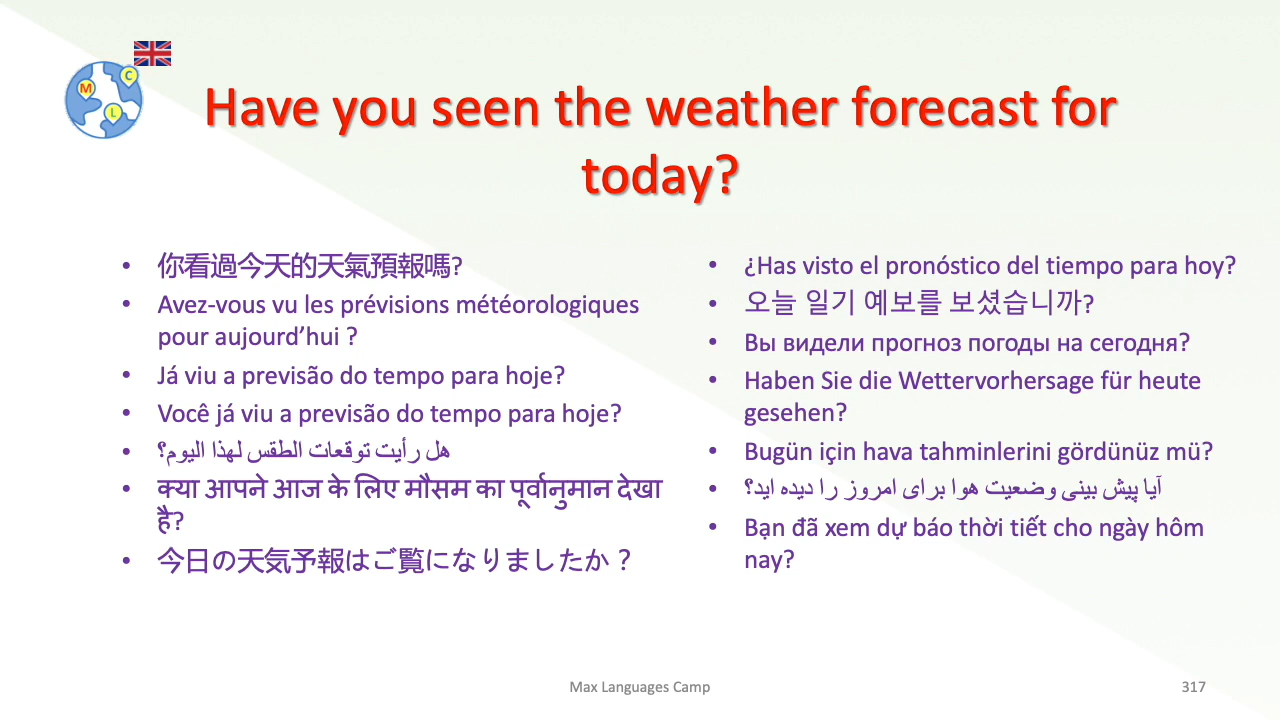 M
C
L
Have you seen the weather forecast for
today?
• 你看過今天的天氣預報嗎?
• Avez-vous vu les prévisions météorologiques
pour aujourd’hui ?
• Já viu a previsão do tempo para hoje?
• Você já viu a previsão do tempo para hoje?
• هل رأيت توقعات الطقس لهذا اليوم؟
• क्या आपने आज के लिए मौसम का पूर्वानुमान देखा
है?
• 今日の天気予報はご覧になりましたか？
• ¿Has visto el pronóstico del tiempo para hoy?
• 오늘 일기 예보를 보셨습니까?
• Вы видели прогноз погоды на сегодня?
• Haben Sie die Wettervorhersage für heute
gesehen?
• Bugün için hava tahminlerini gördünüz mü?
• آیا پیش بینی وضعیت هوا برای امروز را دیده اید؟
• Bạn đã xem dự báo thời tiết cho ngày hôm
nay?
Max Languages Camp
317